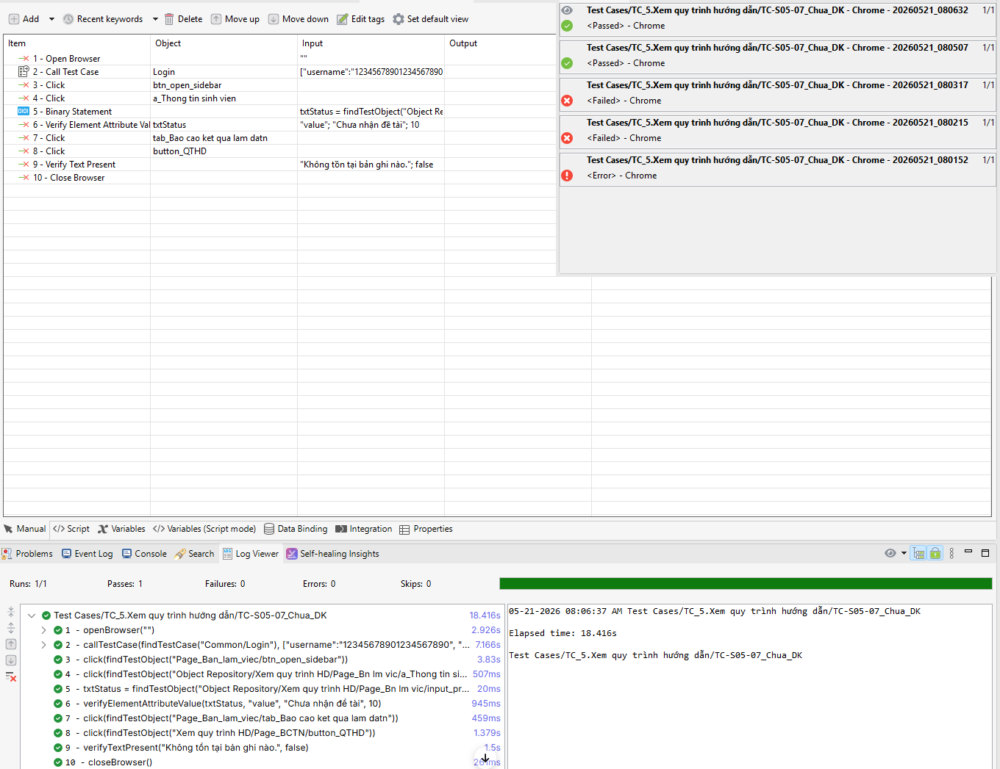 Add Recent keywords Delete Move up Move down Edit tags Set default view
Item Object Input Output
1 - Open Browser ""
2 - Call Test Case Login ["username":"12345678901234567890
3 - Click btn_open_sidebar
4 - Click a_Thong tin sinh vien
5 - Binary Statement txtStatus = findTestObject("Object Re
6 - Verify Element Attribute Val txtStatus "value"; "Chưa nhận đề tài"; 10
7 - Click tab_Bao cao ket qua lam datn
8 - Click button_QTHD
9 - Verify Text Present "Không tồn tại bản ghi nào."; false
10 - Close Browser
Test Cases/TC_5.Xem quy trình hướng dẫn/TC-S05-07_Chua_DK - Chrome - 20260521_080632 1/1
<Passed> - Chrome
Test Cases/TC_5.Xem quy trình hướng dẫn/TC-S05-07_Chua_DK - Chrome - 20260521_080507 1/1
<Passed> - Chrome
Test Cases/TC_5.Xem quy trình hướng dẫn/TC-S05-07_Chua_DK - Chrome - 20260521_080317 1/1
<Failed> - Chrome
Test Cases/TC_5.Xem quy trình hướng dẫn/TC-S05-07_Chua_DK - Chrome - 20260521_080215 1/1
<Failed> - Chrome
Test Cases/TC_5.Xem quy trình hướng dẫn/TC-S05-07_Chua_DK - Chrome - 20260521_080152 1/1
<Error> - Chrome
Manual </> Script Variables </> Variables (Script mode) Data Binding Integration Properties
Problems Event Log Console Search Log Viewer Self-healing Insights
Runs: 1/1 Passes: 1 Failures: 0 Errors: 0 Skips: 0
Test Cases/TC_5.Xem quy trình hướng dẫn/TC-S05-07_Chua_DK 18.416s
1 - openBrowser("") 2.926s
2 - callTestCase(findTestCase("Common/Login"), ["username":"12345678901234567890", "... 7.166s
3 - click(findTestObject("Page_Ban_lam_viec/btn_open_sidebar")) 3.83s
4 - click(findTestObject("Object Repository/Xem quy trình HD/Page_Bn lm vic/a_Thong tin si... 507ms
5 - txtStatus = findTestObject("Object Repository/Xem quy trình HD/Page_Bn lm vic/input_pr... 20ms
6 - verifyElementAttributeValue(txtStatus, "value", "Chưa nhận đề tài", 10) 945ms
7 - click(findTestObject("Page_Ban_lam_viec/tab_Bao cao ket qua lam datn")) 459ms
8 - click(findTestObject("Xem quy trình HD/Page_BCTN/button_QTHD")) 1.379s
9 - verifyTextPresent("Không tồn tại bản ghi nào.", false) 1.5s
10 - closeBrowser()
05-21-2026 08:06:37 AM Test Cases/TC_5.Xem quy trình hướng dẫn/TC-S05-07_Chua_DK
Elapsed time: 18.416s
Test Cases/TC_5.Xem quy trình hướng dẫn/TC-S05-07_Chua_DK